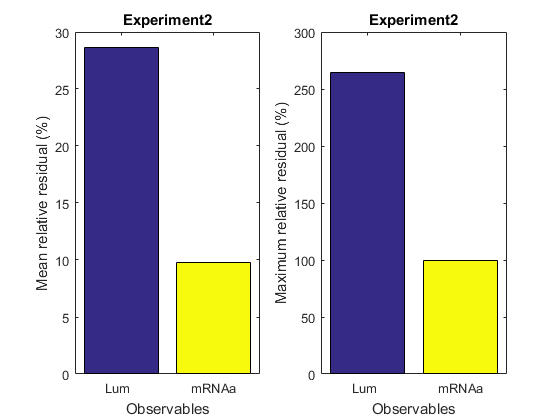 Experiment2
30
25
20
15
10
5
0
Mean relative residual (%)
Lum mRNAa
Observables
Experiment2
300
250
200
150
100
50
0
Maximum relative residual (%)
Lum mRNAa
Observables